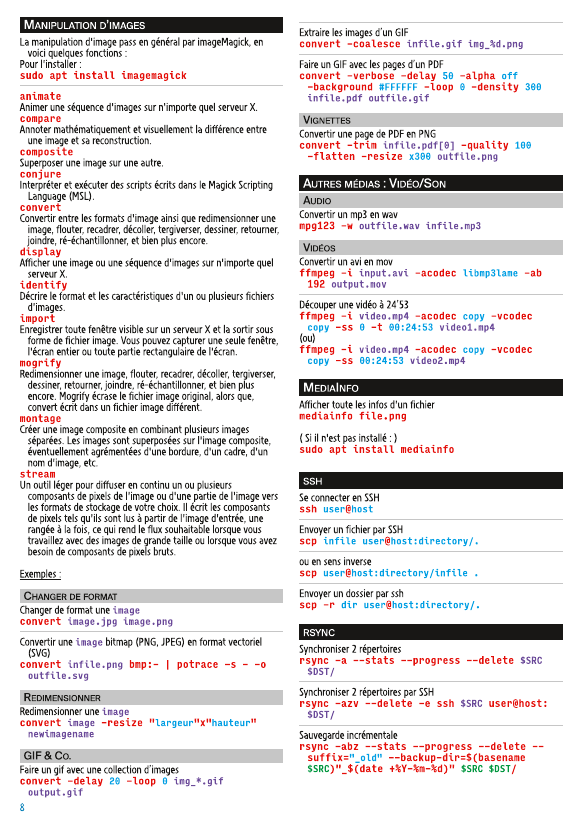 MANIPULATION D'IMAGES
La manipulation d'image pass en général par imageMagick, en
voici quelques fonctions :
Pour l'installer :
sudo apt install imagemagick
animate
Animer une séquence d'images sur n'importe quel serveur X.
compare
Annoter mathématiquement et visuellement la différence entre
une image et sa reconstruction.
composite
Superposer une image sur une autre.
conjure
Interpréter et exécuter des scripts écrits dans le Magick Scripting
Language (MSL).
convert
Convertir entre les formats d'image ainsi que redimensionner une
image, flouter, recadrer, décoller, tergiverser, dessiner, retourner,
joindre, ré-échantillonner, et bien plus encore.
display
Afficher une image ou une séquence d'images sur n'importe quel
serveur X.
identify
Décrire le format et les caractéristiques d'un ou plusieurs fichiers
d'images.
import
Enregistrer toute fenêtre visible sur un serveur X et la sortir sous
forme de fichier image. Vous pouvez capturer une seule fenêtre,
l'écran entier ou toute partie rectangulaire de l'écran.
mogrify
Redimensionner une image, flouter, recadrer, décoller, tergiverser,
dessiner, retourner, joindre, ré-échantillonner, et bien plus
encore. Mogrify écrase le fichier image original, alors que,
convert écrit dans un fichier image différent.
montage
Créer une image composite en combinant plusieurs images
séparées. Les images sont superposées sur l'image composite,
éventuellement agrémentées d'une bordure, d'un cadre, d'un
nom d'image, etc.
stream
Un outil léger pour diffuser en continu un ou plusieurs
composants de pixels de l'image ou d'une partie de l'image vers
les formats de stockage de votre choix. Il écrit les composants
de pixels tels qu'ils sont lus à partir de l'image d'entrée, une
rangée à la fois, ce qui rend le flux souhaitable lorsque vous
travaillez avec des images de grande taille ou lorsque vous avez
besoin de composants de pixels bruts.
Exemples :
CHANGER DE FORMAT
Changer de format une image
convert image.jpg image.png
Convertir une image bitmap (PNG, JPEG) en format vectoriel
(SVG)
convert infile.png bmp:- | potrace -s - -o
outfile.svg
REDIMENSIONNER
Redimensionner une image
convert image -resize "largeur"x"hauteur"
newimagename
GIF & CO.
Faire un gif avec une collection d'images
convert -delay 20 -loop 0 img_*.gif
output.gif
8
Extraire les images d'un GIF
convert -coalesce infile.gif img_%d.png
Faire un GIF avec les pages d'un PDF
convert -verbose -delay 50 -alpha off
-background #FFFFFF -loop 0 -density 300
infile.pdf outfile.gif
VIGNETTES
Convertir une page de PDF en PNG
convert -trim infile.pdf[0] -quality 100
-flatten -resize x300 outfile.png
AUTRES MÉDIAS : VIDÉO/SON
AUDIO
Convertir un mp3 en wav
mpg123 -w outfile.wav infile.mp3
VIDÉOS
Convertir un avi en mov
ffmpeg -i input.avi -acodec libmp3lame -ab
192 output.mov
Découper une vidéo à 24'53
ffmpeg -i video.mp4 -acodec copy -vcodec
copy -ss 0 -t 00:24:53 video1.mp4
(ou)
ffmpeg -i video.mp4 -acodec copy -vcodec
copy -ss 00:24:53 video2.mp4
MEDIAINFO
Afficher toute les infos d'un fichier
mediainfo file.png
( Si il n'est pas installé : )
sudo apt install mediainfo
SSH
Se connecter en SSH
ssh user@host
Envoyer un fichier par SSH
scp infile user@host:directory/.
ou en sens inverse
scp user@host:directory/infile .
Envoyer un dossier par ssh
scp -r dir user@host:directory/.
RSYNC
Synchroniser 2 répertoires
rsync -a --stats --progress --delete $SRC
$DST/
Synchroniser 2 répertoires par SSH
rsync -azv --delete -e ssh $SRC user@host:
$DST/
Sauvegarde incrémentale
rsync -abz --stats --progress --delete --
suffix="_old" --backup-dir=$(basename
$SRC)"_$(date +%Y-%m-%d)" $SRC $DST/